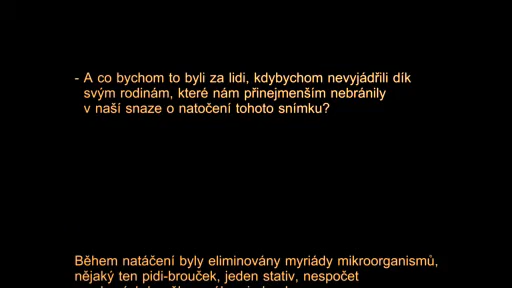 - A co bychom to byli za lidi, kdybychom nevyjádřili dík
svým rodinám, které nám přinejmenším nebránily
v naší snaze o natočení tohoto snímku?
Během natáčení byly eliminovány myriády mikroorganismů,
nějaký ten pidi-brouček, jeden stativ, nespočet